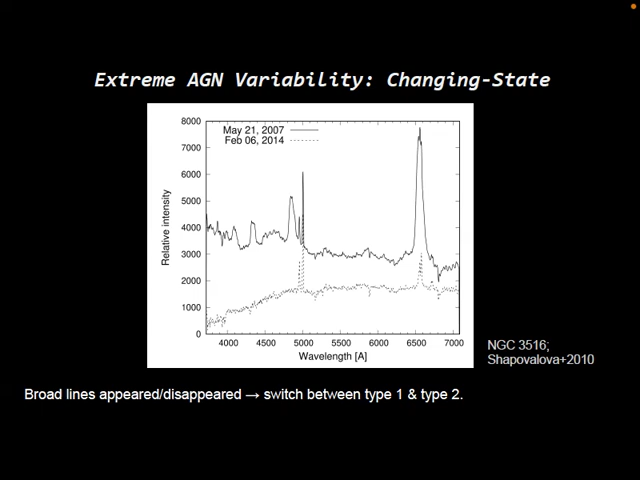 Extreme AGN Variability: Changing-State
8000
7000
6000
5000
4000
3000
2000
1000
0
May 21, 2007
Feb 06, 2014
Relative intensity
4000 4500 5000 5500 6000 6500 7000
Wavelength [A]
NGC 3516;
Shapovalova+2010
Broad lines appeared/disappeared → switch between type 1 & type 2.